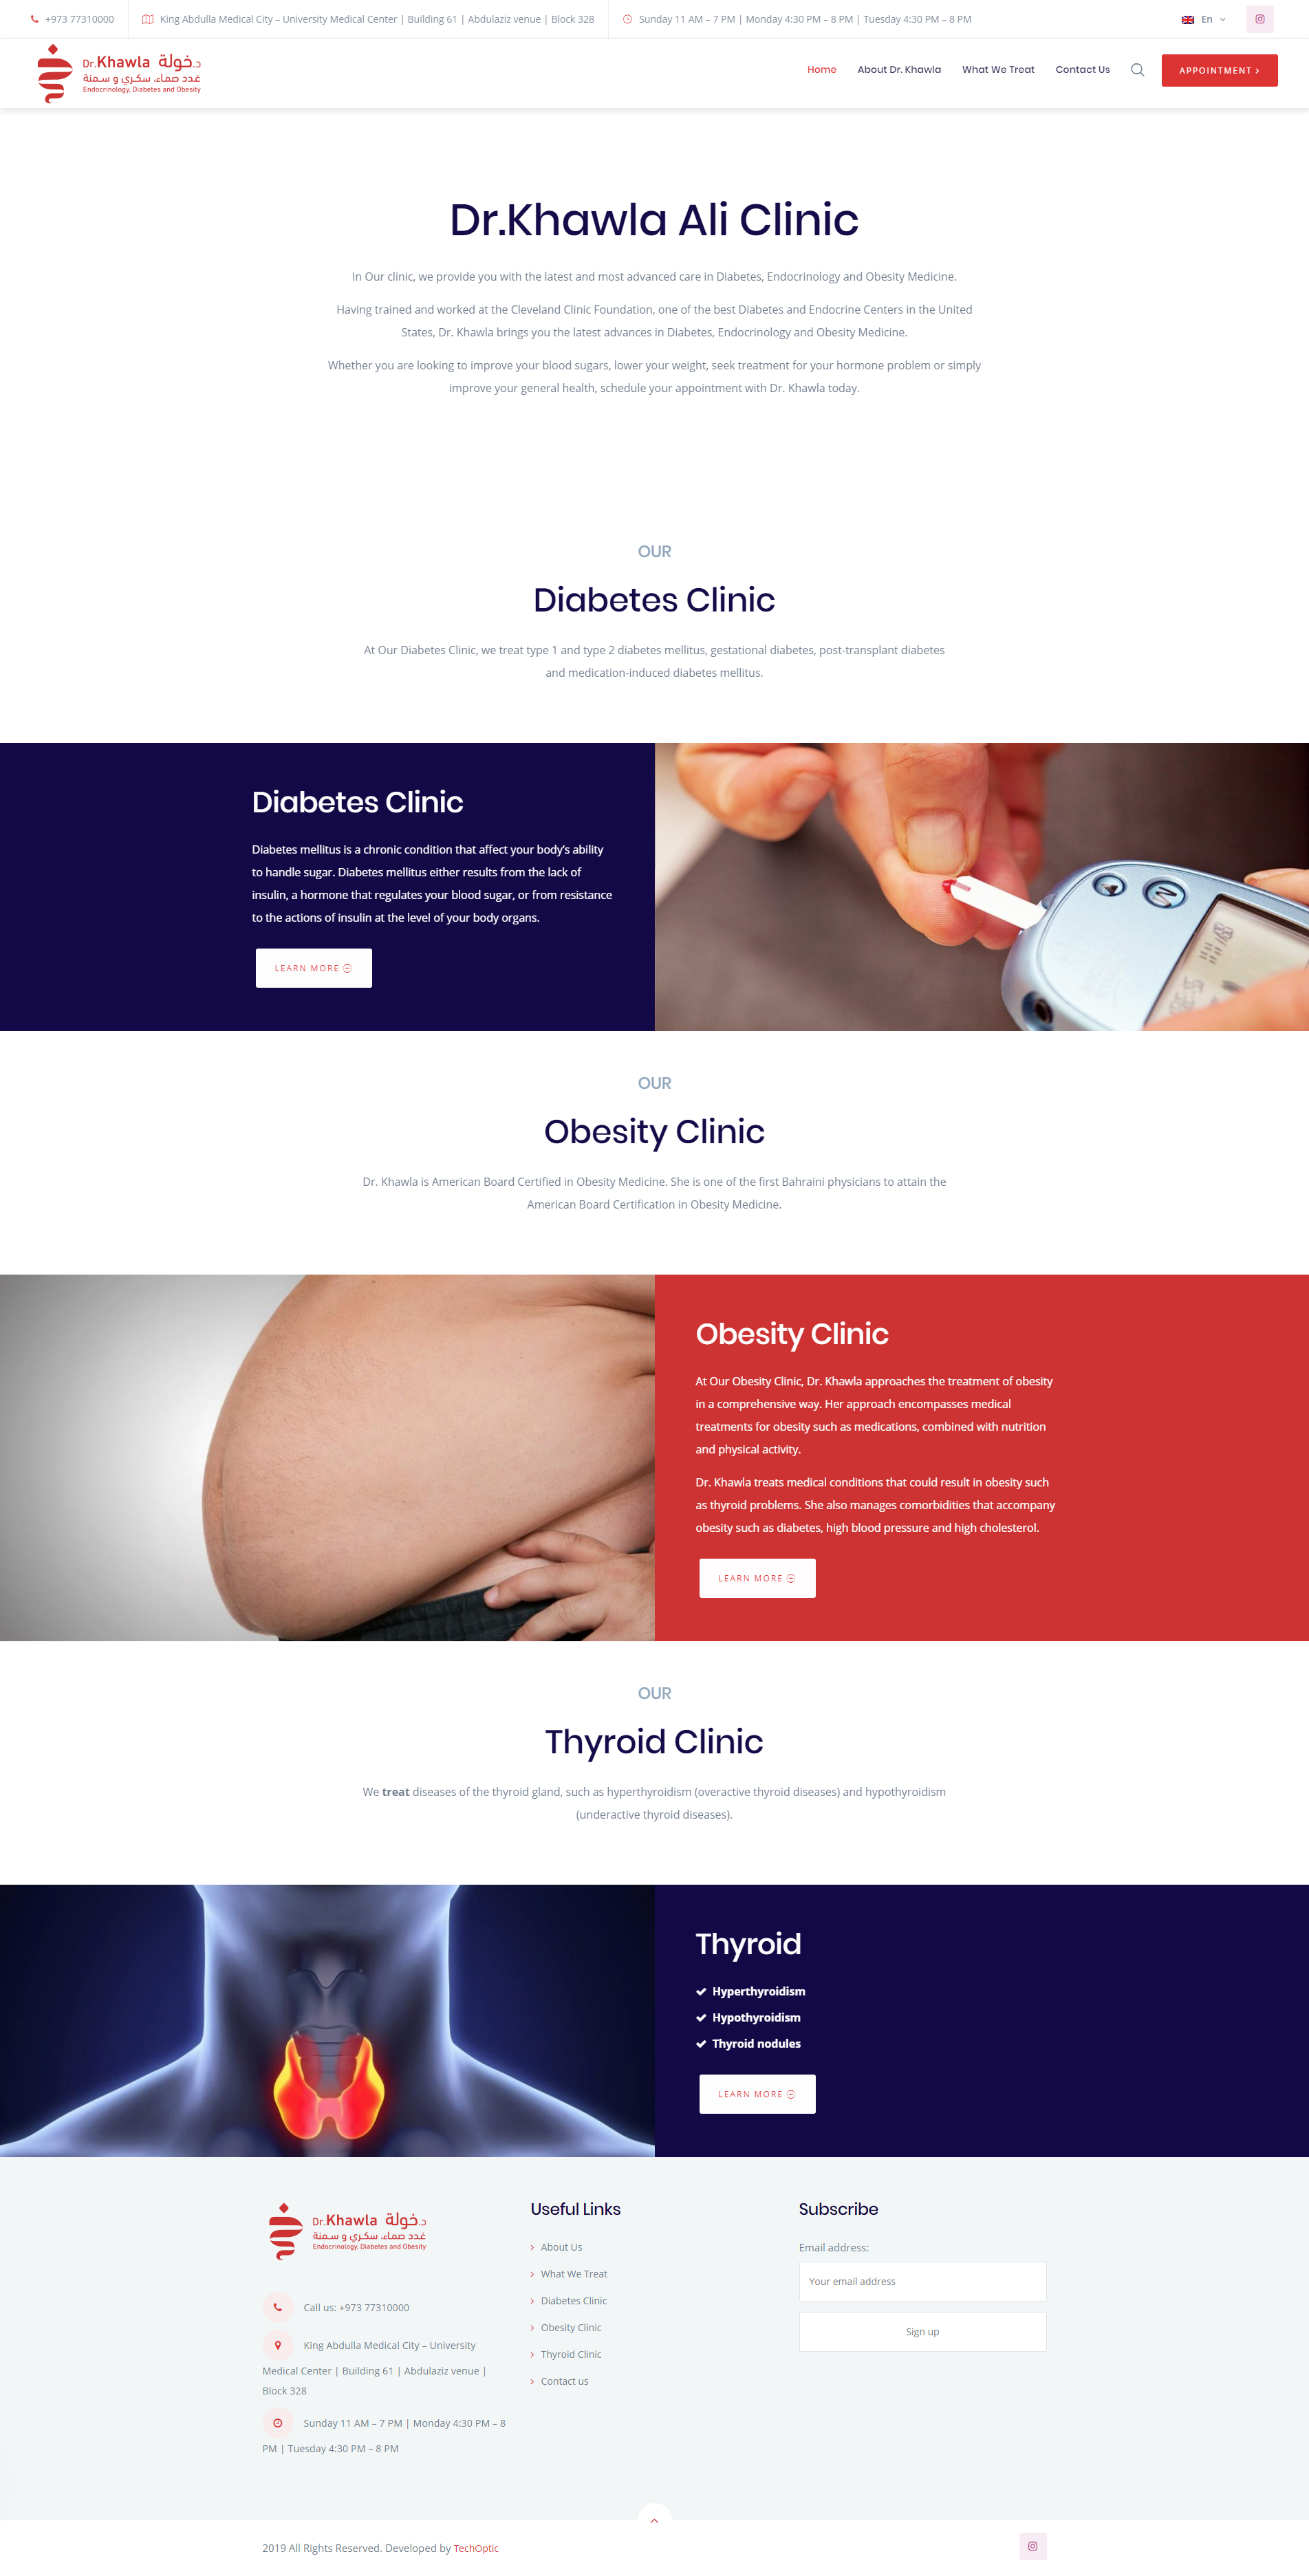 +973 77310000
King Abdulla Medical City – University Medical Center | Building 61 | Abdulaziz venue | Block 328
Sunday 11 AM – 7 PM | Monday 4:30 PM – 8 PM | Tuesday 4:30 PM – 8 PM
En
Dr.Khawla د.خولة
غدد صماء، سكري و سمنة
Endocrinology, Diabetes and Obesity
Home
About Dr. Khawla
What We Treat
Contact Us
APPOINTMENT
Dr.Khawla Ali Clinic
In Our clinic, we provide you with the latest and most advanced care in Diabetes, Endocrinology and Obesity Medicine.
Having trained and worked at the Cleveland Clinic Foundation, one of the best Diabetes and Endocrine Centers in the United
States, Dr. Khawla brings you the latest advances in Diabetes, Endocrinology and Obesity Medicine.
Whether you are looking to improve your blood sugars, lower your weight, seek treatment for your hormone problem or simply
improve your general health, schedule your appointment with Dr. Khawla today.
OUR
Diabetes Clinic
At Our Diabetes Clinic, we treat type 1 and type 2 diabetes mellitus, gestational diabetes, post-transplant diabetes
and medication-induced diabetes mellitus.
Diabetes Clinic
Diabetes mellitus is a chronic condition that affect your body’s ability
to handle sugar. Diabetes mellitus either results from the lack of
insulin, a hormone that regulates your blood sugar, or from resistance
to the actions of insulin at the level of your body organs.
LEARN MORE
OUR
Obesity Clinic
Dr. Khawla is American Board Certified in Obesity Medicine. She is one of the first Bahraini physicians to attain the
American Board Certification in Obesity Medicine.
Obesity Clinic
At Our Obesity Clinic, Dr. Khawla approaches the treatment of obesity
in a comprehensive way. Her approach encompasses medical
treatments for obesity such as medications, combined with nutrition
and physical activity.
Dr. Khawla treats medical conditions that could result in obesity such
as thyroid problems. She also manages comorbidities that accompany
obesity such as diabetes, high blood pressure and high cholesterol.
LEARN MORE
OUR
Thyroid Clinic
We treat diseases of the thyroid gland, such as hyperthyroidism (overactive thyroid diseases) and hypothyroidism
(underactive thyroid diseases).
Thyroid
Hyperthyroidism
Hypothyroidism
Thyroid nodules
LEARN MORE
Dr.Khawla د.خولة
غدد صماء، سكري و سمنة
Endocrinology, Diabetes and Obesity
Call us: +973 77310000
King Abdulla Medical City – University
Medical Center | Building 61 | Abdulaziz venue |
Block 328
Sunday 11 AM – 7 PM | Monday 4:30 PM – 8
PM | Tuesday 4:30 PM – 8 PM
Useful Links
About Us
What We Treat
Diabetes Clinic
Obesity Clinic
Thyroid Clinic
Contact us
Subscribe
Email address:
Your email address
Sign up
2019 All Rights Reserved. Developed by TechOptic